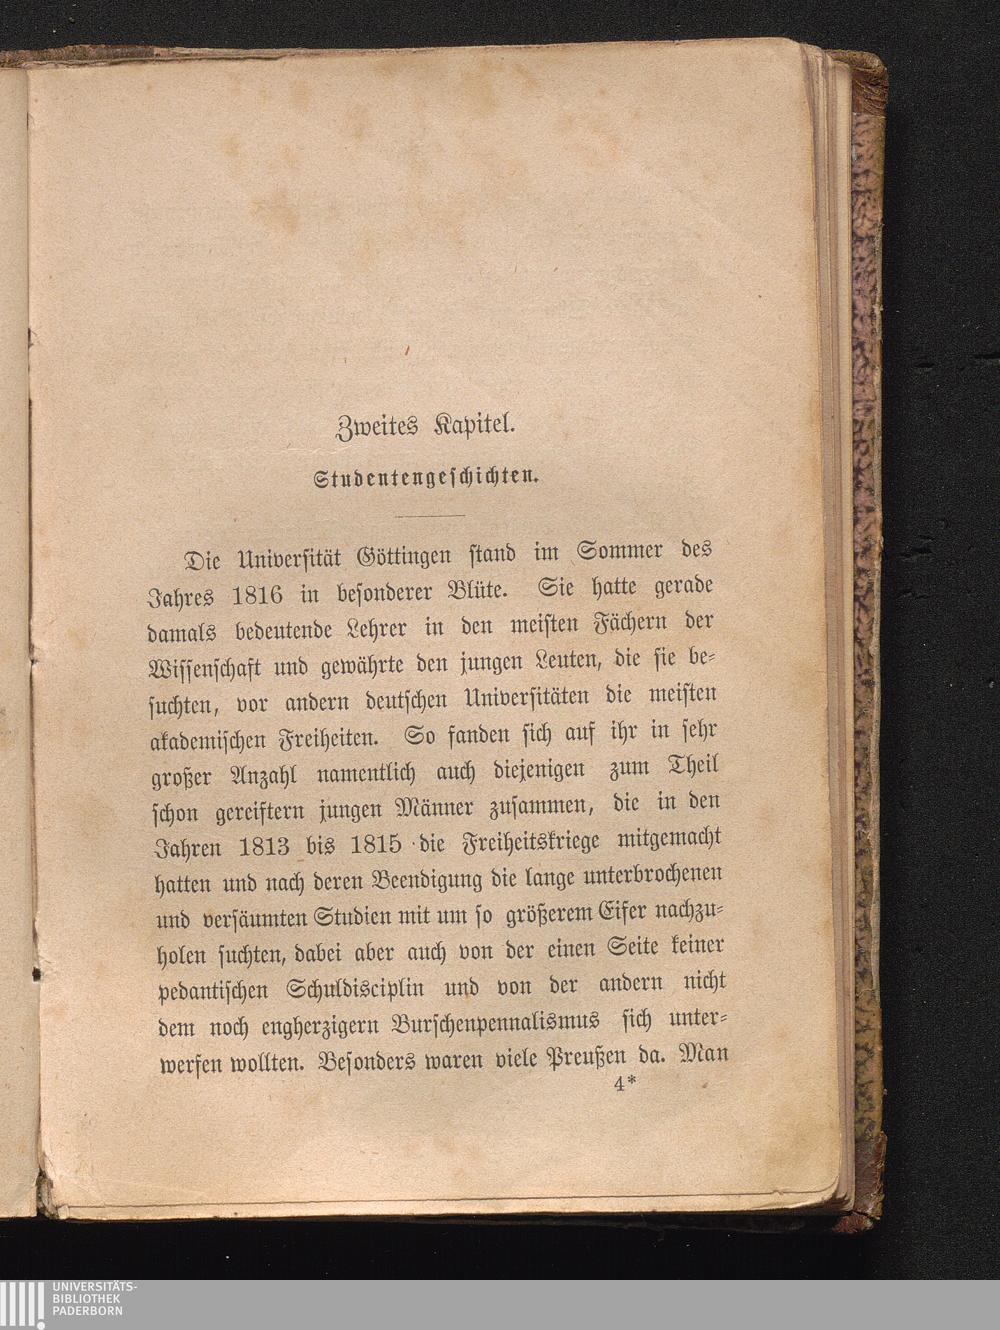 Zweites Kapitel.
Studentengeschichten.
Die Universität Göttingen stand im Sommer des
Jahres 1816 in besonderer Blüte. Sie hatte gerade
damals bedeutende Lehrer in den meisten Fächern der
Wissenschaft und gewährte den jungen Leuten, die sie be-
suchten, vor andern deutschen Universitäten die meisten
akademischen Freiheiten. So fanden sich auf ihr in sehr
großer Anzahl namentlich auch diejenigen zum Theil
schon gereiftern jungen Männer zusammen, die in den
Jahren 1813 bis 1815 die Freiheitskriege mitgemacht
hatten und nach deren Beendigung die lange unterbrochenen
und versäumten Studien mit um so größerem Eifer nachzu-
holen suchten, dabei aber auch von der einen Seite keiner
pedantischen Schuldisciplin und von der andern nicht
dem noch engherzigern Burschenpennalismus sich unter-
werfen wollten. Besonders waren viele Preußen da. Man
4*
UNIVERSITÄTS-
BIBLIOTHEK
PADERBORN